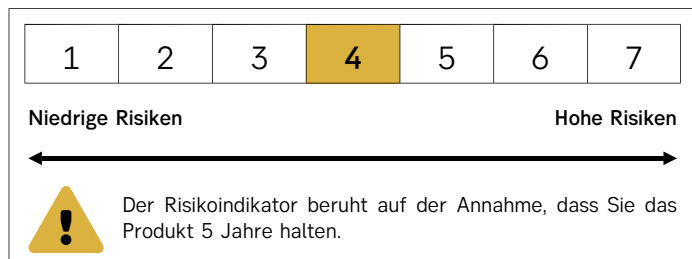 1 2 3 4 5 6 7
Niedrige Risiken Hohe Risiken
Der Risikoindikator beruht auf der Annahme, dass Sie das
Produkt 5 Jahre halten.